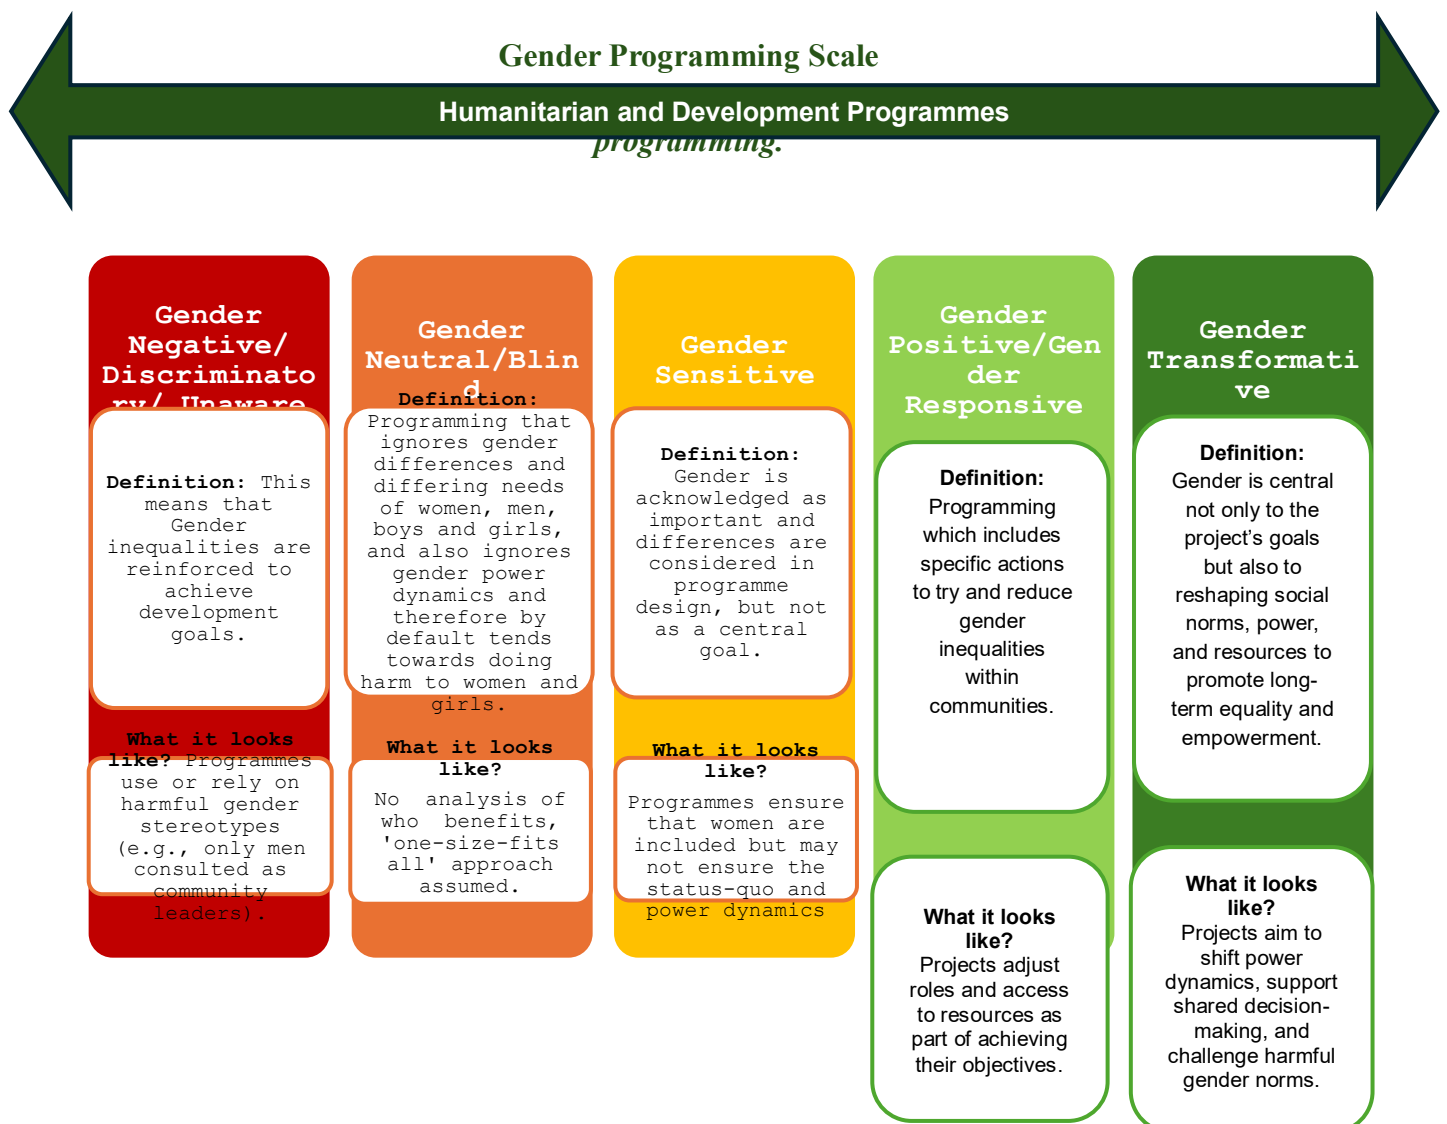 Gender Programming Scale
Humanitarian and Development Programmes
programming.
Gender
Negative/
Discriminato
ry/ Unaware
Definition: This
means that
Gender
inequalities are
reinforced to
achieve
development
goals.
What it looks
like? Programmes
use or rely on
harmful gender
stereotypes
(e.g., only men
consulted as
community
leaders).
Gender
Neutral/Blin
d
Definition:
Programming that
ignores gender
differences and
differing needs
of women, men,
boys and girls,
and also ignores
gender power
dynamics and
therefore by
default tends
towards doing
harm to women and
girls.
What it looks
like?
No analysis of
who benefits,
'one-size-fits
all' approach
assumed.
Gender
Sensitive
Definition:
Gender is
acknowledged as
important and
differences are
considered in
programme
design, but not
as a central
goal.
What it looks
like?
Programmes ensure
that women are
included but may
not ensure the
status-quo and
power dynamics
Gender
Positive/Gen
der
Responsive
Definition:
Programming
which includes
specific actions
to try and reduce
gender
inequalities
within
communities.
What it looks
like?
Projects adjust
roles and access
to resources as
part of achieving
their objectives.
Gender
Transformati
ve
Definition:
Gender is central
not only to the
project’s goals
but also to
reshaping social
norms, power,
and resources to
promote long-
term equality and
empowerment.
What it looks
like?
Projects aim to
shift power
dynamics, support
shared decision-
making, and
challenge harmful
gender norms.